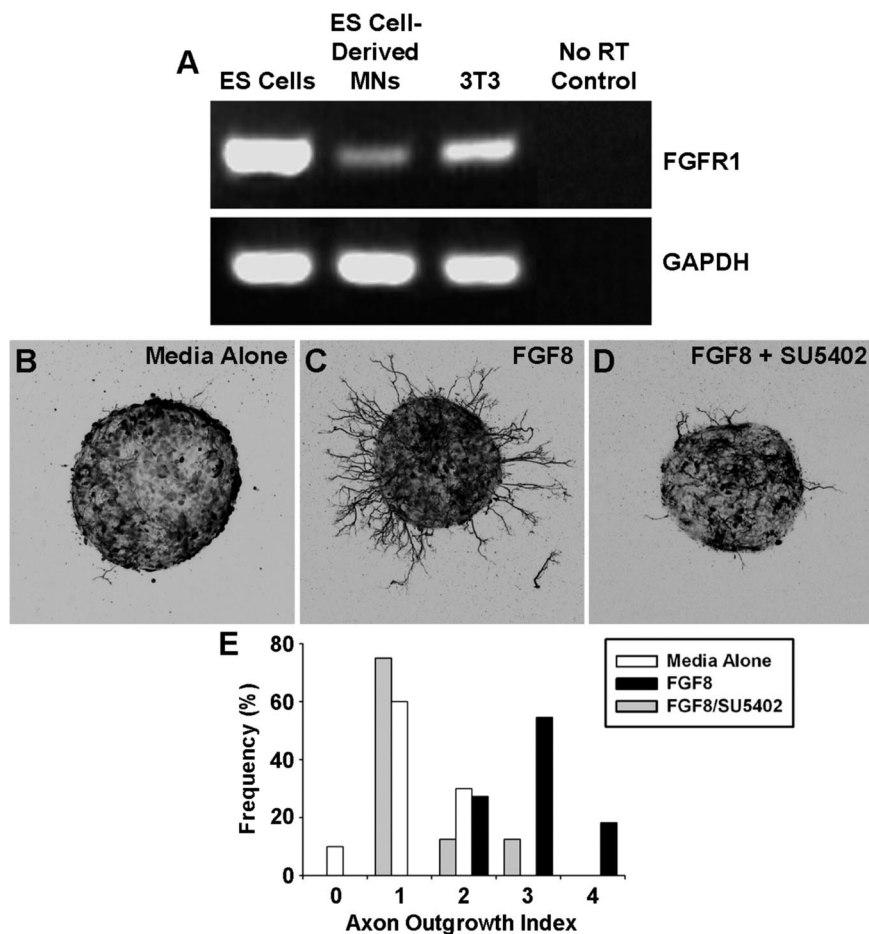 A
ES Cells
ES Cell-
Derived
MNs
3T3
No RT
Control
FGFR1
GAPDH
B
Media Alone
C
FGF8
D
FGF8 + SU5402
E
Frequency (%)
80
60
40
20
0
Media Alone
FGF8
FGF8/SU5402
0 1 2 3 4
Axon Outgrowth Index